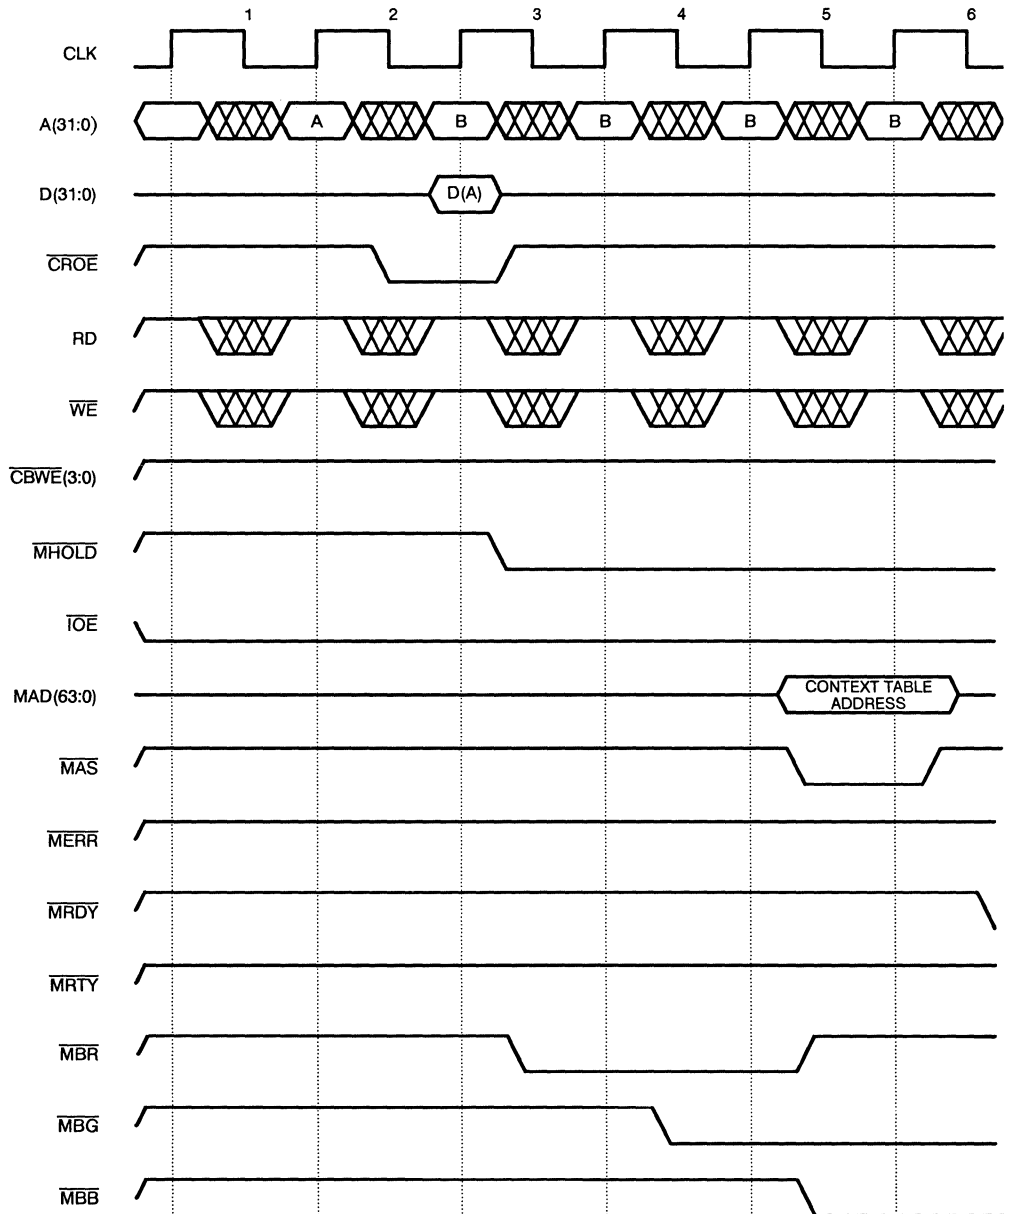 1 2 3 4 5 6
CLK
A(31:0) A B B B B
D(31:0) D(A)
CROE
RD
WE
CBWE(3:0)
MHOLD
IOE
MAD(63:0) CONTEXT TABLE
ADDRESS
MAS
MERR
MRDY
MRTY
MBR
MBG
MBB